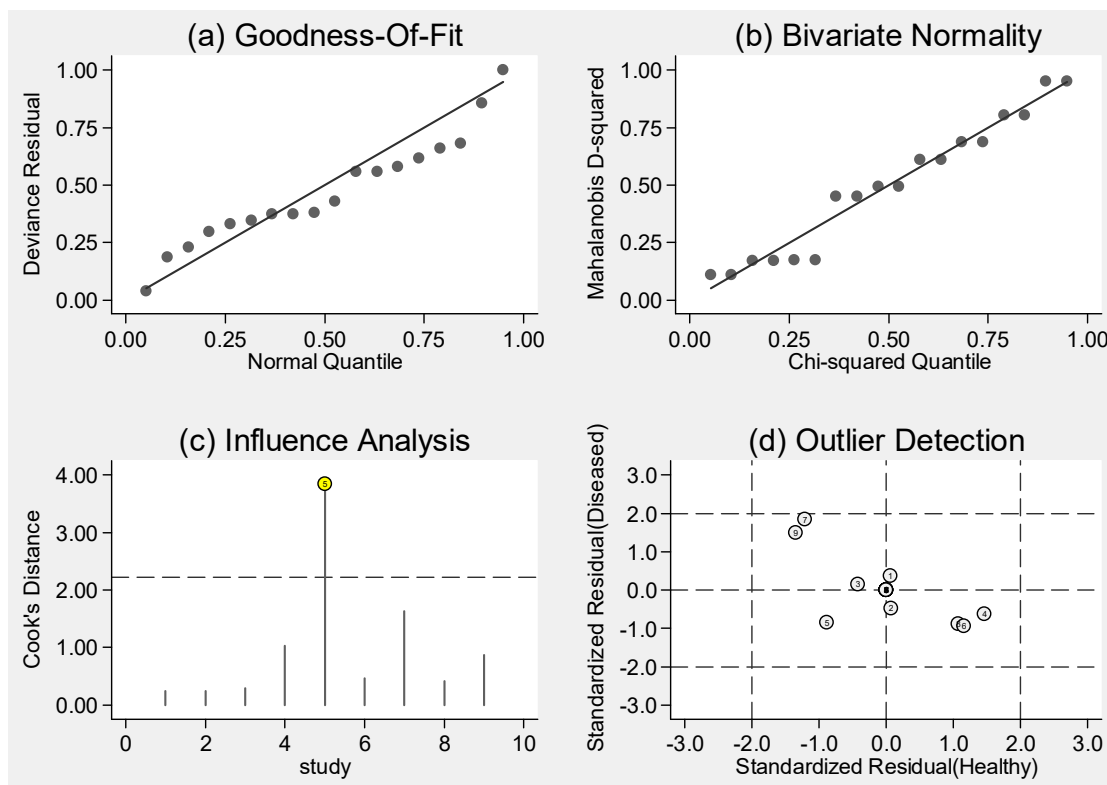 (a) Goodness-Of-Fit
Deviance Residual
1.00
0.75
0.50
0.25
0.00
0.00 0.25 0.50 0.75 1.00
Normal Quantile
(b) Bivariate Normality
Mahalanobis D-squared
1.00
0.75
0.50
0.25
0.00
0.00 0.25 0.50 0.75 1.00
Chi-squared Quantile
(c) Influence Analysis
Cook's Distance
4.00
3.00
2.00
1.00
0.00
5
0 2 4 6 8 10
study
(d) Outlier Detection
Standardized Residual(Diseased)
3.0
2.0
1.0
0.0
-1.0
-2.0
-3.0
7
9
1
3
2
4
5
6
-3.0 -2.0 -1.0 0.0 1.0 2.0 3.0
Standardized Residual(Healthy)